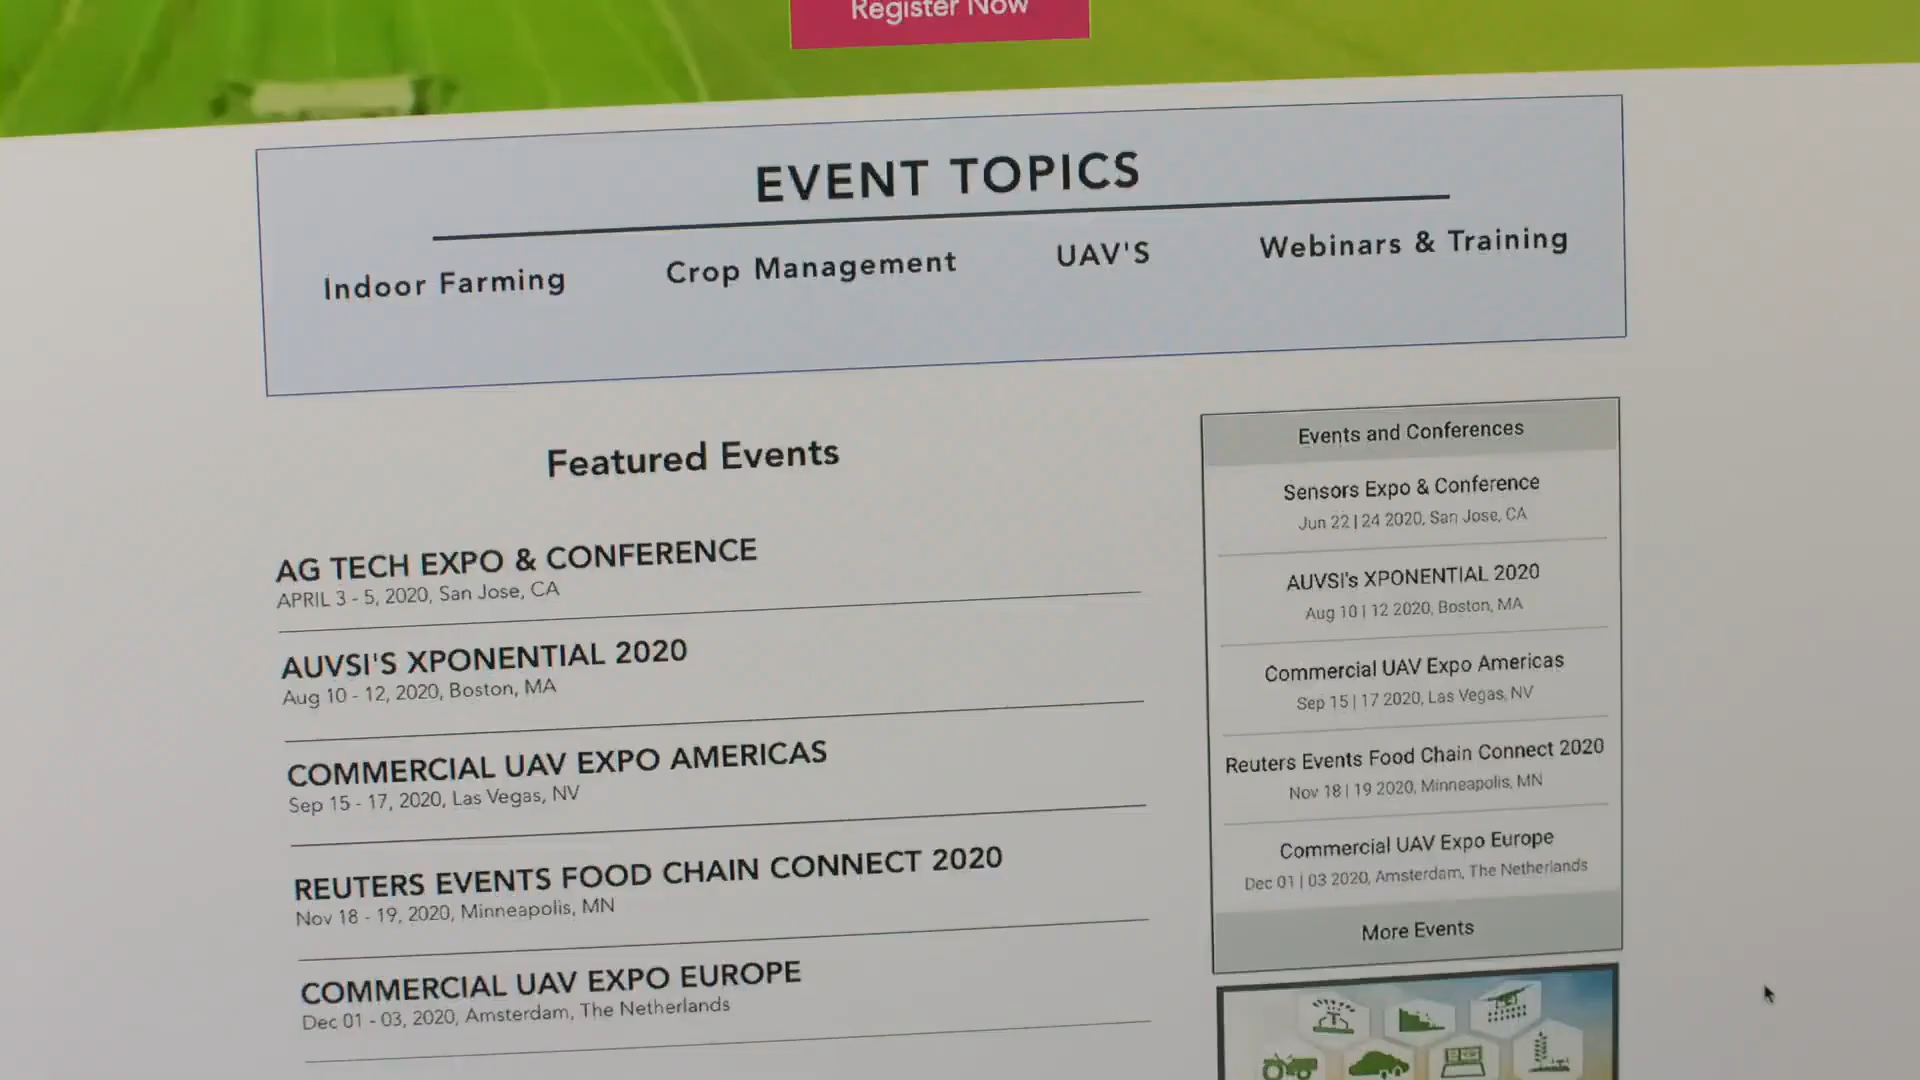 Register Now
EVENT TOPICS
Indoor Farming
Crop Management
UAV'S
Webinars & Training
Featured Events
AG TECH EXPO & CONFERENCE
APRIL 3 - 5, 2020, San Jose, CA
AUVSI'S XPONENTIAL 2020
Aug 10 - 12, 2020, Boston, MA
COMMERCIAL UAV EXPO AMERICAS
Sep 15 - 17, 2020, Las Vegas, NV
REUTERS EVENTS FOOD CHAIN CONNECT 2020
Nov 18 - 19, 2020, Minneapolis, MN
COMMERCIAL UAV EXPO EUROPE
Dec 01 - 03, 2020, Amsterdam, The Netherlands
Events and Conferences
Sensors Expo & Conference
Jun 22 | 24 2020, San Jose, CA
AUVSI's XPONENTIAL 2020
Aug 10 | 12 2020, Boston, MA
Commercial UAV Expo Americas
Sep 15 | 17 2020, Las Vegas, NV
Reuters Events Food Chain Connect 2020
Nov 18 | 19 2020, Minneapolis, MN
Commercial UAV Expo Europe
Dec 01 | 03 2020, Amsterdam, The Netherlands
More Events